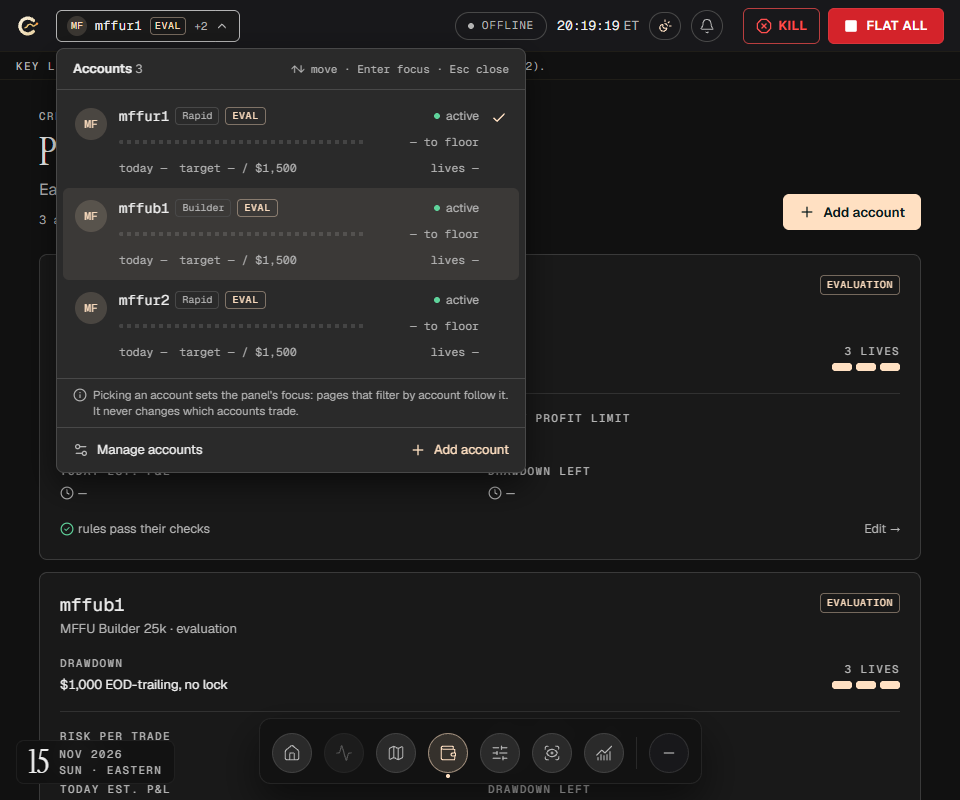 MF mffur1 EVAL +2
OFFLINE
20:19:19 ET
KILL
FLAT ALL
KEY L
2).
Accounts 3
move · Enter focus · Esc close
MF mffur1 Rapid EVAL active
— to floor
today — target — / $1,500 lives —
MF mffub1 Builder EVAL active
— to floor
today — target — / $1,500 lives —
MF mffur2 Rapid EVAL active
— to floor
today — target — / $1,500 lives —
Picking an account sets the panel's focus: pages that filter by account follow it.
It never changes which accounts trade.
Manage accounts
+ Add account
CR
P
Ea
3 a
+ Add account
EVALUATION
3 LIVES
PROFIT LIMIT
DRAWDOWN LEFT
—
—
rules pass their checks
Edit →
mffub1
EVALUATION
MFFU Builder 25k · evaluation
DRAWDOWN
3 LIVES
$1,000 EOD-trailing, no lock
RISK PER TRADE
15 NOV 2026
SUN · EASTERN
TODAY EST. P&L
DRAWDOWN LEFT